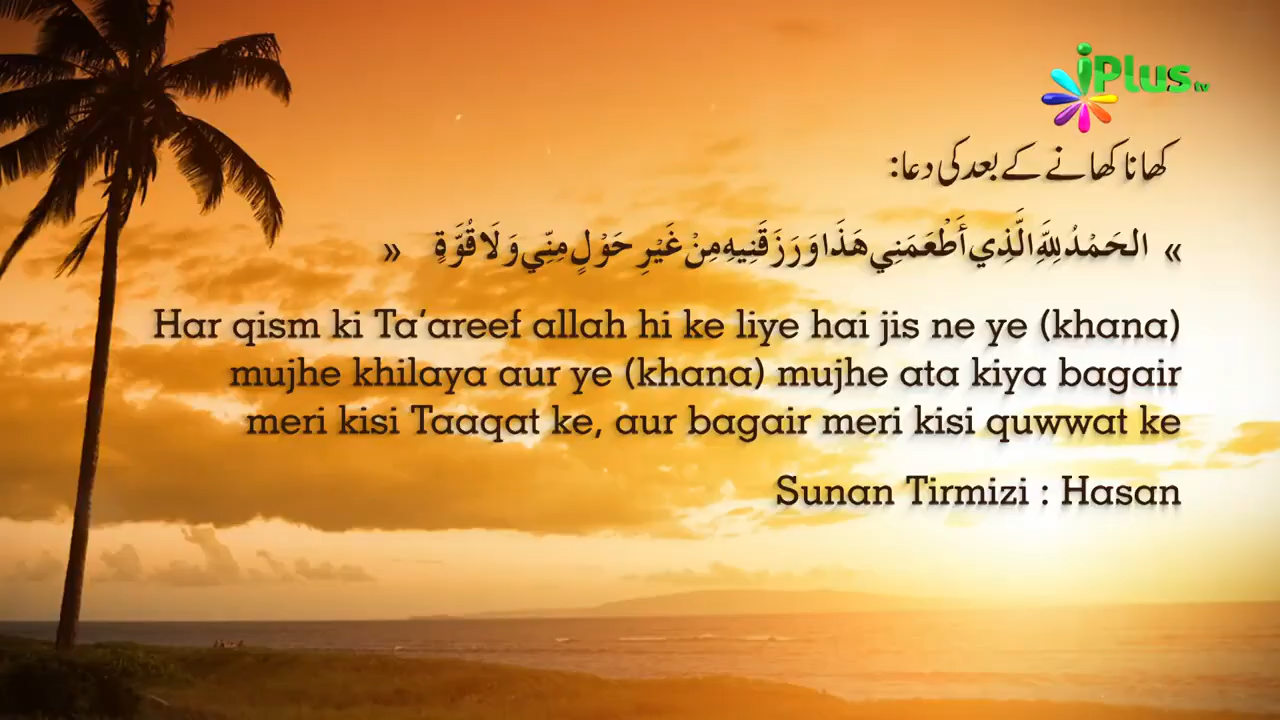 iPlus tv
کھانا کھانے کے بعد کی دعا:
» الحَمْدُ لِلَّهِ الَّذِي أَطْعَمَنِي هَذَا وَرَزَقَنِيهِ مِنْ غَيْرِ حَوْلٍ مِنِّي وَلَا قُوَّةٍ «
Har qism ki Ta’areef allah hi ke liye hai jis ne ye (khana)
mujhe khilaya aur ye (khana) mujhe ata kiya bagair
meri kisi Taaqat ke, aur bagair meri kisi quwwat ke
Sunan Tirmizi : Hasan